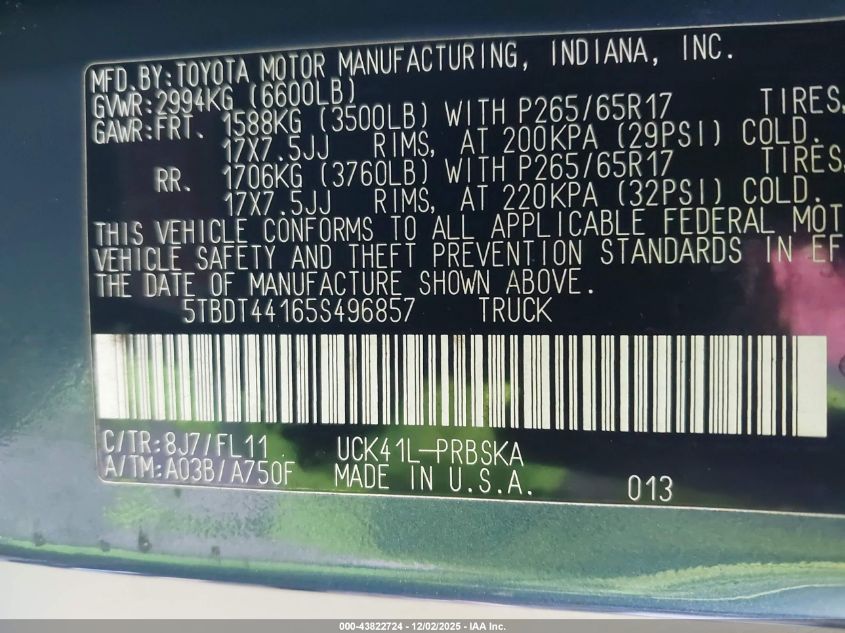 MFD. BY: TOYOTA MOTOR MANUFACTURING, INDIANA, INC.
GVWR: 2994KG (6600LB)
GAWR: FRT. 1588KG (3500LB) WITH P265/65R17 TIRES,
17X7.5JJ RIMS, AT 200KPA (29PSI) COLD.
RR. 1706KG (3760LB) WITH P265/65R17 TIRES,
17X7.5JJ RIMS, AT 220KPA (32PSI) COLD.
THIS VEHICLE CONFORMS TO ALL APPLICABLE FEDERAL MOT
VEHICLE SAFETY AND THEFT PREVENTION STANDARDS IN EF
THE DATE OF MANUFACTURE SHOWN ABOVE.
5TBDT44165S496857 TRUCK
C/TR: 8J7/FL11 UCK41L-PRBSKA
A/TM: A03B/A750F MADE IN U.S.A. 013
000-43822724 - 12/02/2025 - IAA Inc.